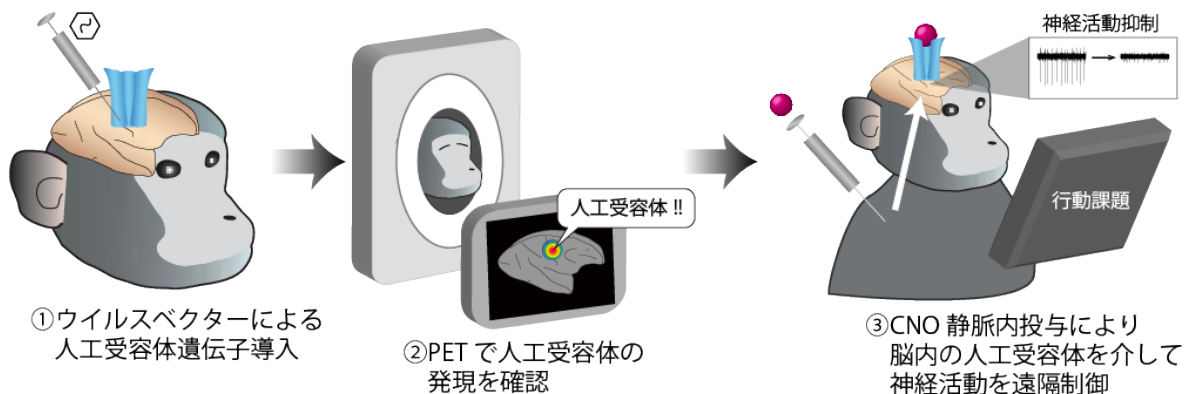 神経活動抑制
人工受容体 !!
行動課題
①ウイルスベクターによる
人工受容体遺伝子導入
②PET で人工受容体の
発現を確認
③CNO 静脈内投与により
脳内の人工受容体を介して
神経活動を遠隔制御